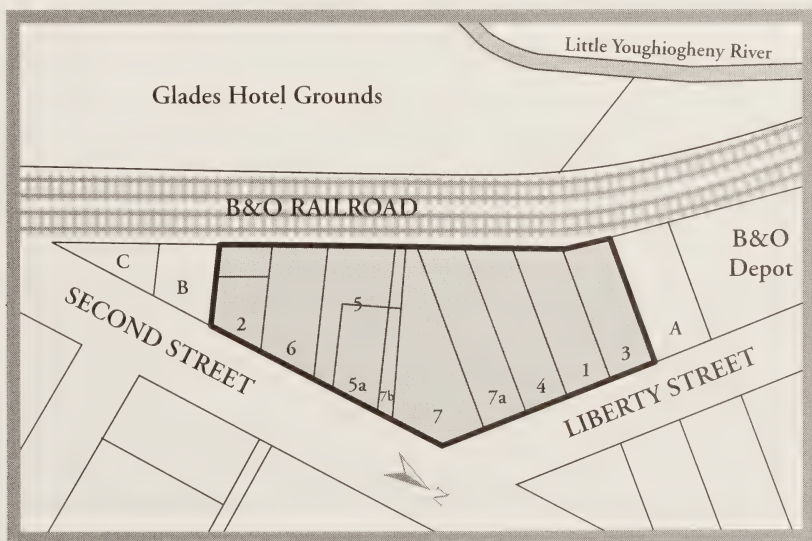 Little Youghiogheny River
Glades Hotel Grounds
B&O RAILROAD
B&O
Depot
C
B
SECOND STREET
2
6
5
5a
7b
7
7a
4
1
3
A
LIBERTY STREET
N